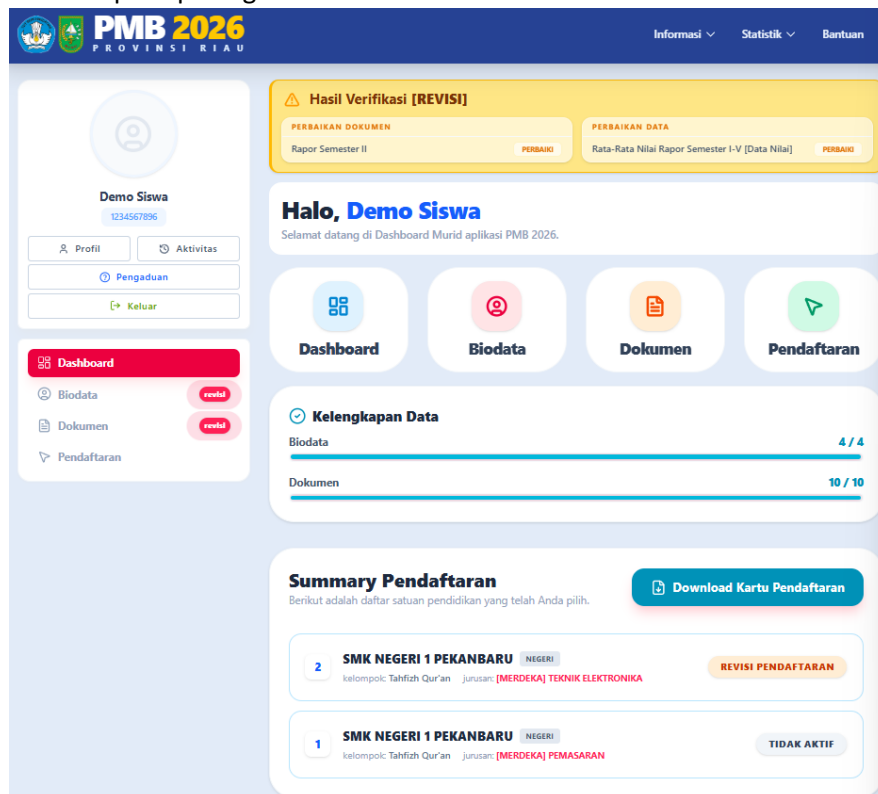 PMB 2026
PROVINSI RIAU
Informasi
Statistik
Bantuan
Demo Siswa
1234567896
Profil
Aktivitas
Pengaduan
Keluar
Dashboard
Biodata
revisi
Dokumen
revisi
Pendaftaran
Hasil Verifikasi [REVISI]
PERBAIKAN DOKUMEN
Rapor Semester II
PERBAIKI
PERBAIKAN DATA
Rata-Rata Nilai Rapor Semester I-V [Data Nilai]
PERBAIKI
Halo, Demo Siswa
Selamat datang di Dashboard Murid aplikasi PMB 2026.
Dashboard
Biodata
Dokumen
Pendaftaran
Kelengkapan Data
Biodata
4 / 4
Dokumen
10 / 10
Summary Pendaftaran
Berikut adalah daftar satuan pendidikan yang telah Anda pilih.
Download Kartu Pendaftaran
2
SMK NEGERI 1 PEKANBARU NEGERI
kelompok: Tahfizh Qur'an jurusan: [MERDEKA] TEKNIK ELEKTRONIKA
REVISI PENDAFTARAN
1
SMK NEGERI 1 PEKANBARU NEGERI
kelompok: Tahfizh Qur'an jurusan: [MERDEKA] PEMASARAN
TIDAK AKTIF